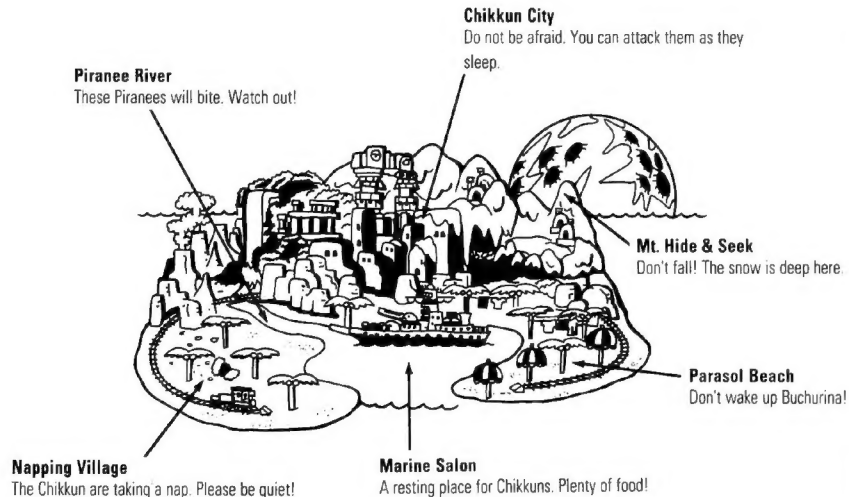 Chikkun City
Do not be afraid. You can attack them as they
sleep.
Piranee River
These Piranees will bite. Watch out!
Mt. Hide & Seek
Don't fall! The snow is deep here.
Parasol Beach
Don't wake up Buchurina!
Napping Village
The Chikkun are taking a nap. Please be quiet!
Marine Salon
A resting place for Chikkuns. Plenty of food!